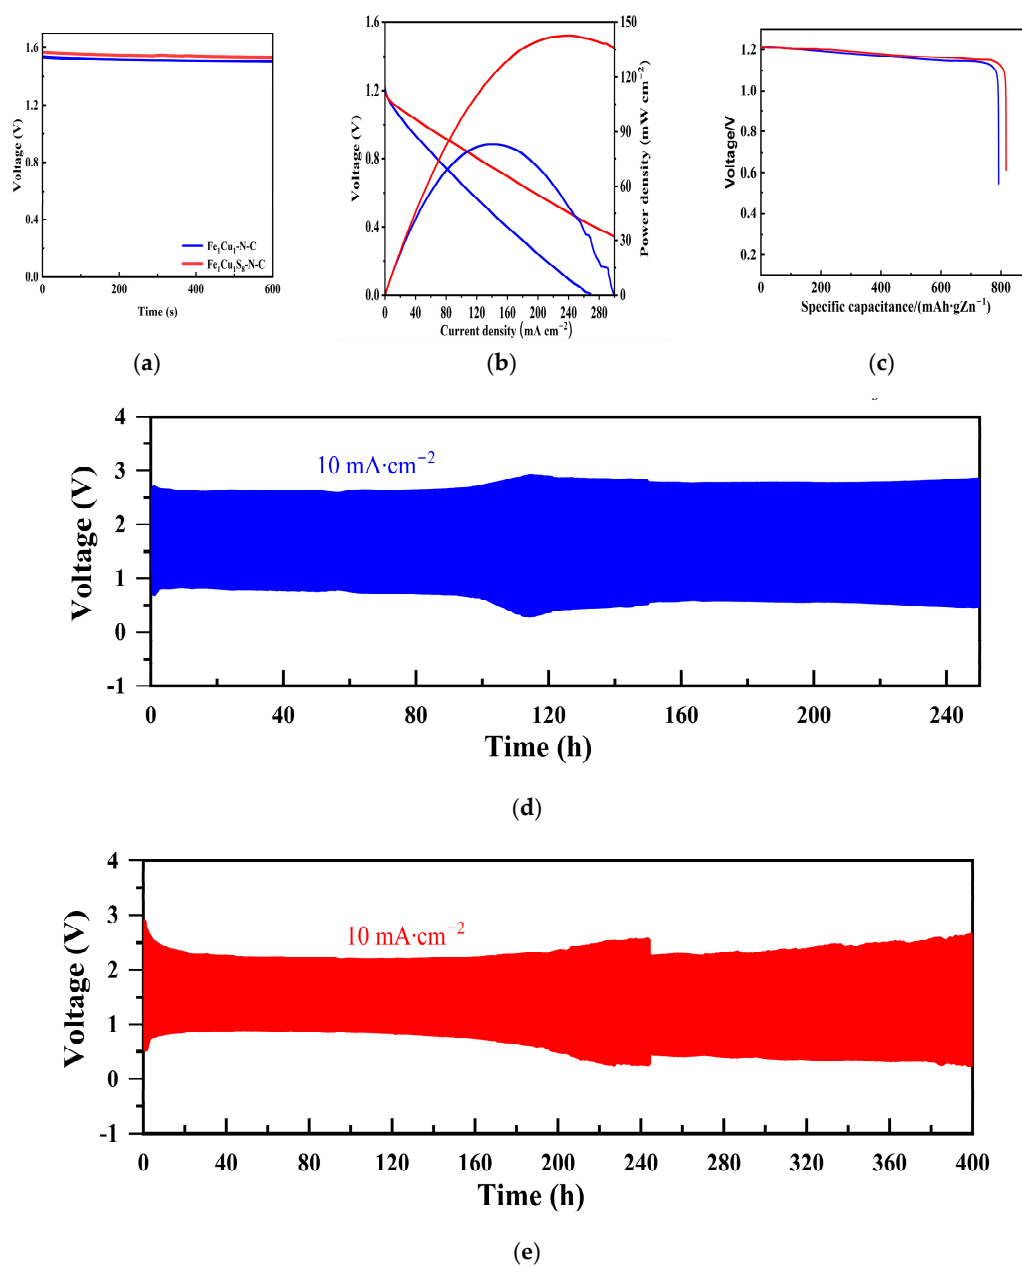 1.6
1.2
0.8
0.4
0.0
Voltage (V)
Fe₁Cu₁-N-C
Fe₁Cu₁S₈-N-C
0 200 400 600
Time (s)
(a)
1.6
1.2
0.8
0.4
0.0
Voltage (V)
150
120
90
60
30
0
Power density (mW cm⁻²)
0 40 80 120 160 200 240 280
Current density (mA cm⁻²)
(b)
1.2
1.0
0.8
0.6
1.2
1.2
Voltage/V
0 200 400 600 800
Specific capacitance/(mAh·gZn⁻¹)
(c)
4
3
2
1
0
-1
Voltage (V)
10 mA·cm⁻²
0 40 80 120 160 200 240
Time (h)
(d)
4
3
2
1
0
-1
Voltage (V)
10 mA·cm⁻²
0 40 80 120 160 200 240 280 320 360 400
Time (h)
(e)